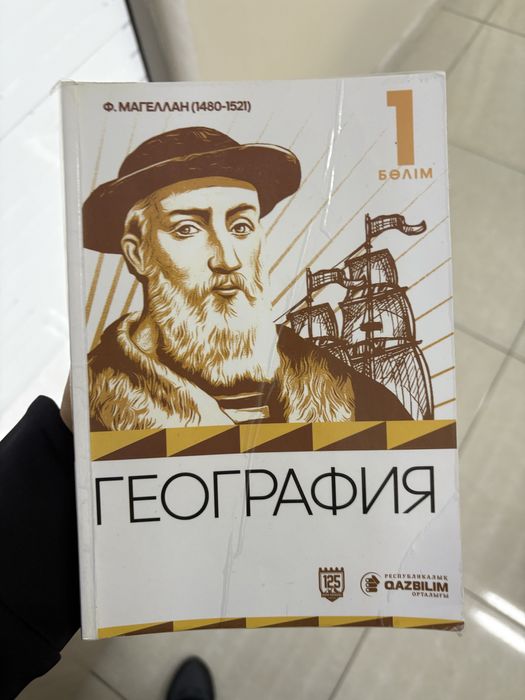 Ф. МАГЕЛЛАН (1480-1521)
1
БӨЛІМ
ГЕОГРАФИЯ
125
РЕСПУБЛИКАЛЫҚ
QAZBILIM
ОРТАЛЫҒЫ